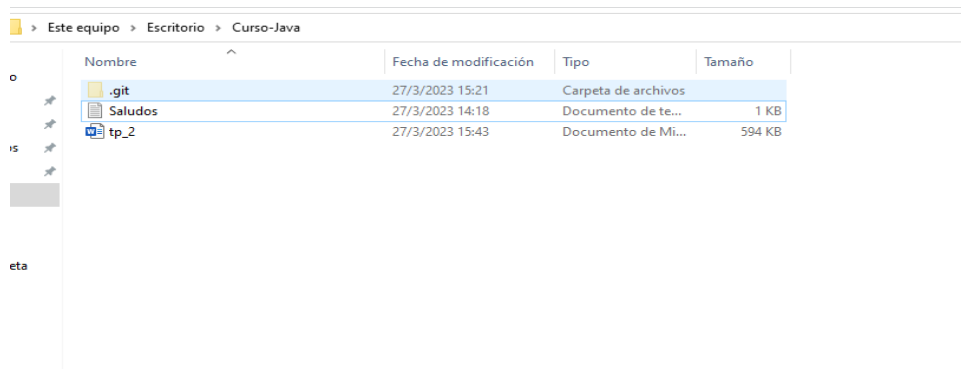 Este equipo > Escritorio > Curso-Java
Nombre Fecha de modificación Tipo Tamaño
.git 27/3/2023 15:21 Carpeta de archivos
Saludos 27/3/2023 14:18 Documento de te... 1 KB
tp_2 27/3/2023 15:43 Documento de Mi... 594 KB
o
os
eta